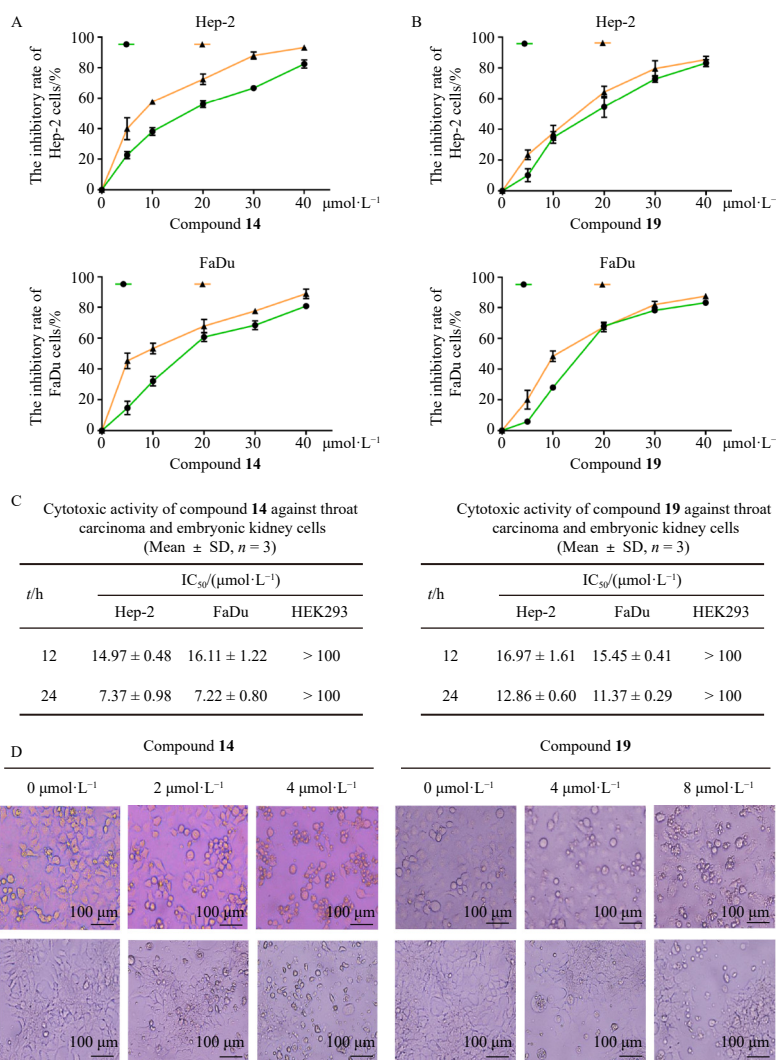 A
Hep-2
The inhibitory rate of
Hep-2 cells/%
100
80
60
40
20
0
0
10
20
30
40
μmol·L⁻¹
Compound 14
B
Hep-2
The inhibitory rate of
Hep-2 cells/%
100
80
60
40
20
0
0
10
20
30
40
μmol·L⁻¹
Compound 19
FaDu
The inhibitory rate of
FaDu cells/%
100
80
60
40
20
0
0
10
20
30
40
μmol·L⁻¹
Compound 14
FaDu
The inhibitory rate of
FaDu cells/%
100
80
60
40
20
0
0
10
20
30
40
μmol·L⁻¹
Compound 19
C
Cytotoxic activity of compound 14 against throat
carcinoma and embryonic kidney cells
(Mean ± SD, n = 3)
t/h IC₅₀/(μmol·L⁻¹)
Hep-2 FaDu HEK293
12 14.97 ± 0.48 16.11 ± 1.22 > 100
24 7.37 ± 0.98 7.22 ± 0.80 > 100
Cytotoxic activity of compound 19 against throat
carcinoma and embryonic kidney cells
(Mean ± SD, n = 3)
t/h IC₅₀/(μmol·L⁻¹)
Hep-2 FaDu HEK293
12 16.97 ± 1.61 15.45 ± 0.41 > 100
24 12.86 ± 0.60 11.37 ± 0.29 > 100
D
Compound 14 Compound 19
0 μmol·L⁻¹ 2 μmol·L⁻¹ 4 μmol·L⁻¹ 0 μmol·L⁻¹ 4 μmol·L⁻¹ 8 μmol·L⁻¹
100 μm 100 μm 100 μm 100 μm 100 μm 100 μm
100 μm 100 μm 100 μm 100 μm 100 μm 100 μm